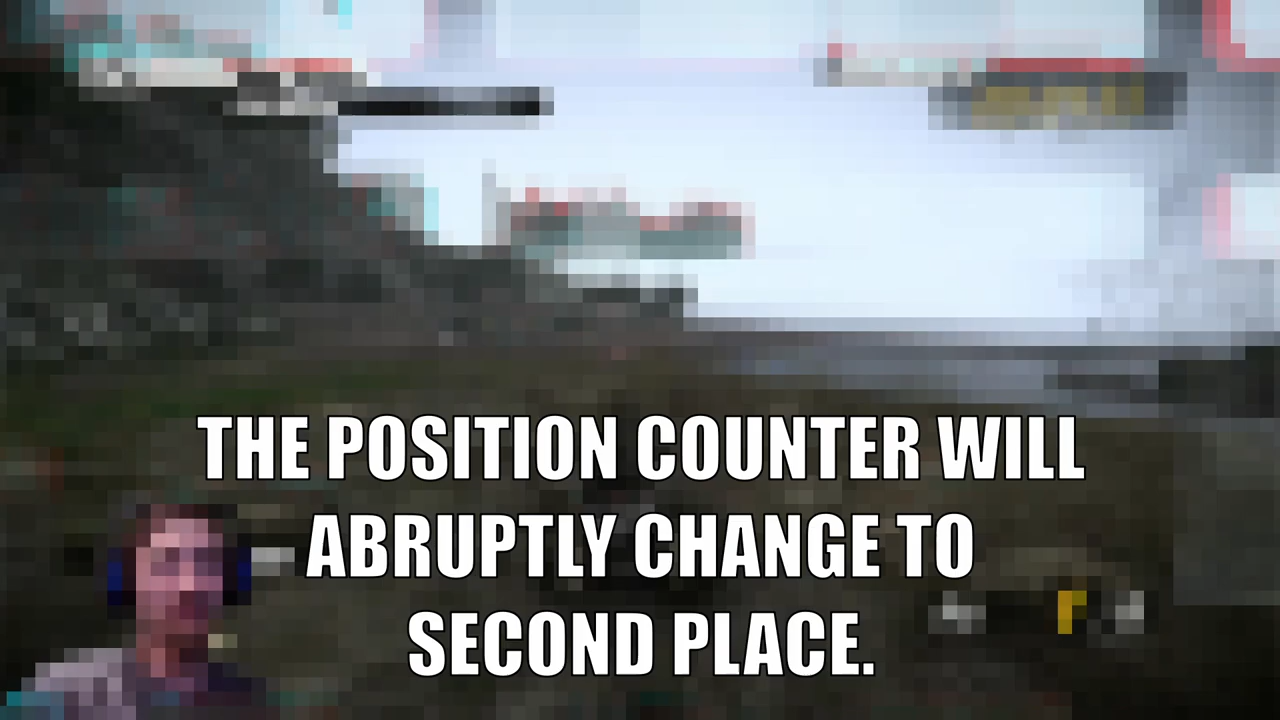 THE POSITION COUNTER WILL
ABRUPTLY CHANGE TO
SECOND PLACE.